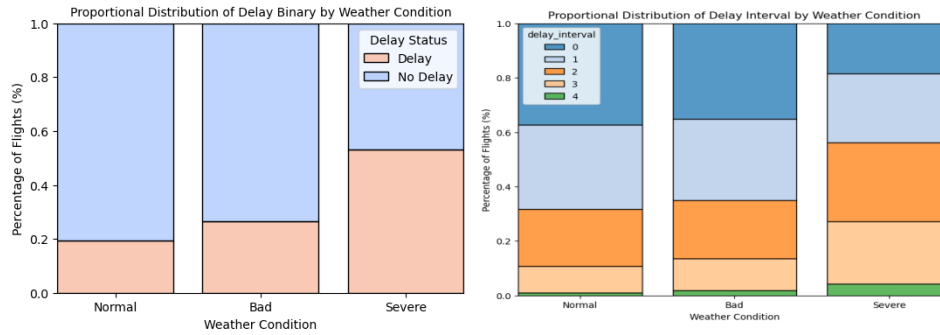 Proportional Distribution of Delay Binary by Weather Condition
Percentage of Flights (%)
1.0
0.8
0.6
0.4
0.2
0.0
Delay Status
Delay
No Delay
Normal
Bad
Severe
Weather Condition
Proportional Distribution of Delay Interval by Weather Condition
Percentage of Flights (%)
1.0
0.8
0.6
0.4
0.2
0.0
delay_interval
0
1
2
3
4
Normal
Bad
Severe
Weather Condition